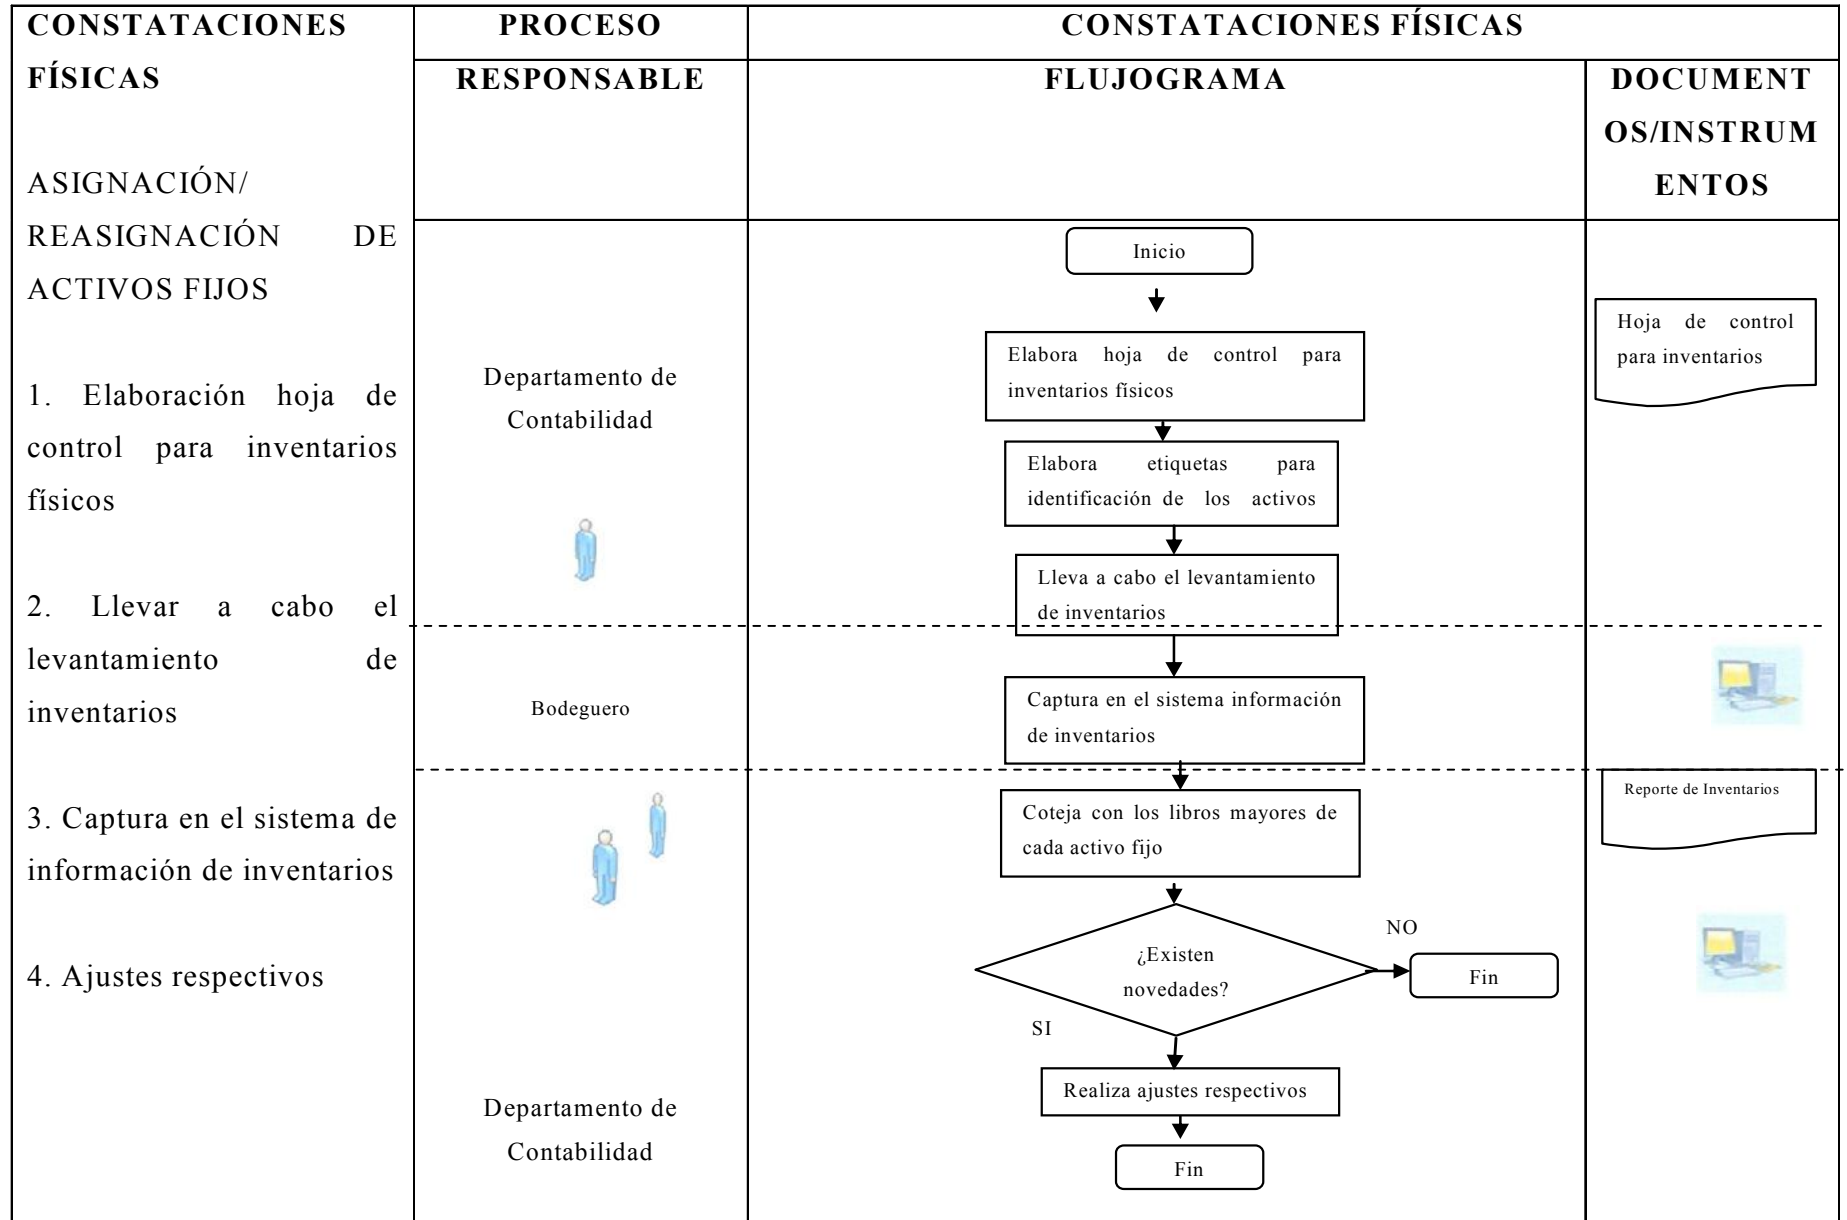 CONSTATACIONES
FÍSICAS
ASIGNACIÓN/
REASIGNACIÓN DE
ACTIVOS FIJOS
1. Elaboración hoja de
control para inventarios
físicos
2. Llevar a cabo el
levantamiento de
inventarios
3. Captura en el sistema de
información de inventarios
4. Ajustes respectivos
PROCESO
CONSTATACIONES FÍSICAS
RESPONSABLE
FLUJOGRAMA
DOCUMENT
OS/INSTRUM
ENTOS
Departamento de
Contabilidad
Inicio
Elabora hoja de control para
inventarios físicos
Hoja de control
para inventarios
Elabora etiquetas para
identificación de los activos
Lleva a cabo el levantamiento
de inventarios
Bodeguero
Captura en el sistema información
de inventarios
Coteja con los libros mayores de
cada activo fijo
Reporte de Inventarios
¿Existen
novedades?
NO
Fin
SI
Departamento de
Contabilidad
Realiza ajustes respectivos
Fin